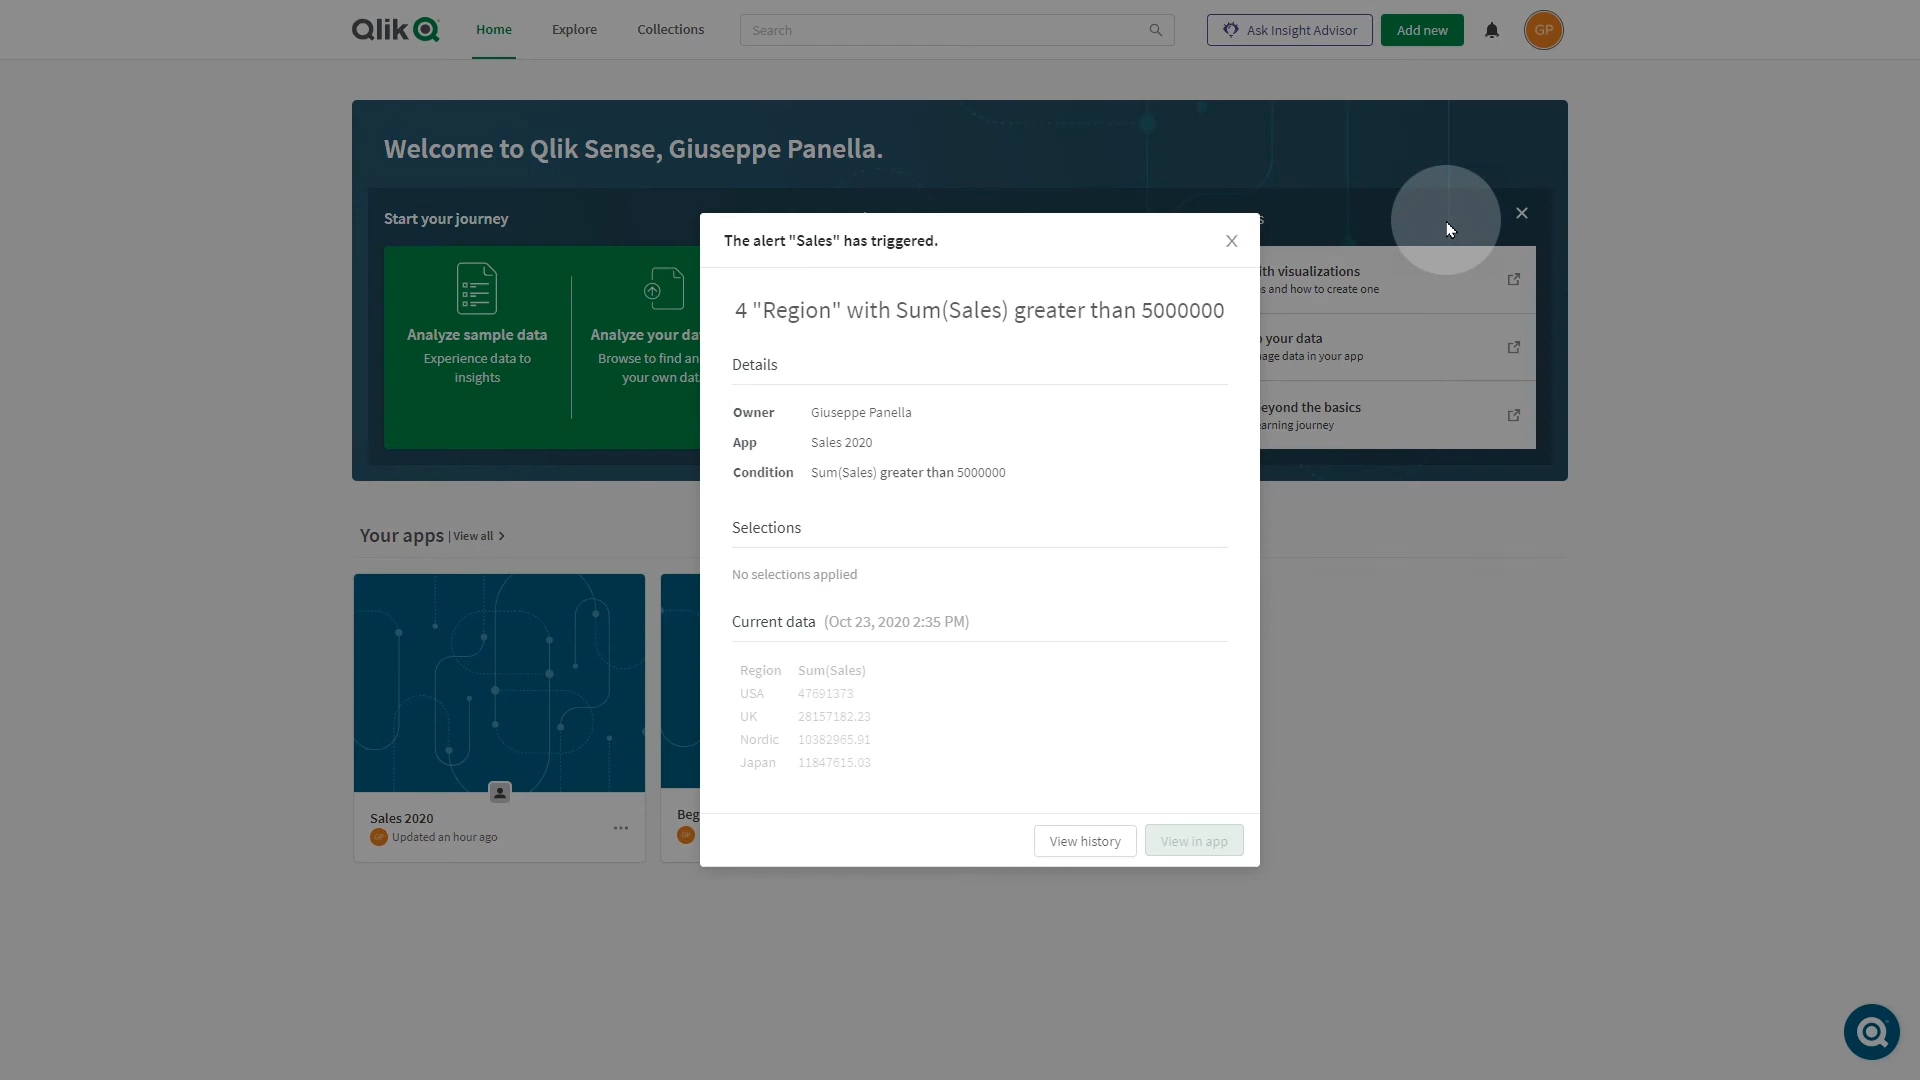 Qlik
Home
Explore
Collections
Search
Ask Insight Advisor
Add new
GP
Welcome to Qlik Sense, Giuseppe Panella.
Start your journey
Analyze sample data
Experience data to
insights
Analyze your da
Browse to find an
your own dat
ith visualizations
s and how to create one
your data
age data in your app
eyond the basics
earning journey
The alert "Sales" has triggered.
4 "Region" with Sum(Sales) greater than 5000000
Details
Owner Giuseppe Panella
App Sales 2020
Condition Sum(Sales) greater than 5000000
Selections
No selections applied
Current data (Oct 23, 2020 2:35 PM)
Region Sum(Sales)
USA 47691373
UK 28157182.23
Nordic 10382965.91
Japan 11847615.03
View history
View in app
Your apps | View all >
Sales 2020
Updated an hour ago
Beg